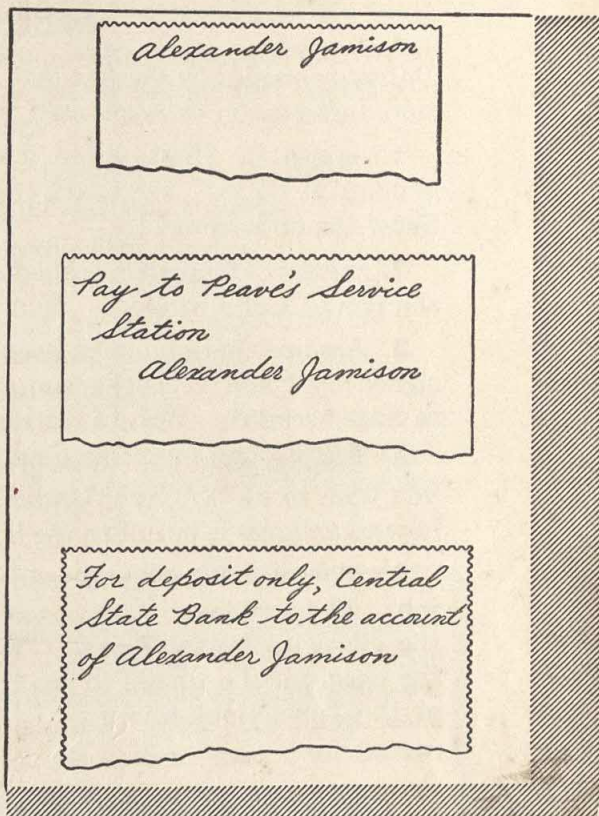 Alexander Jamison
Pay to Peave's Service
Station
Alexander Jamison
For deposit only, Central
State Bank to the account
of Alexander Jamison